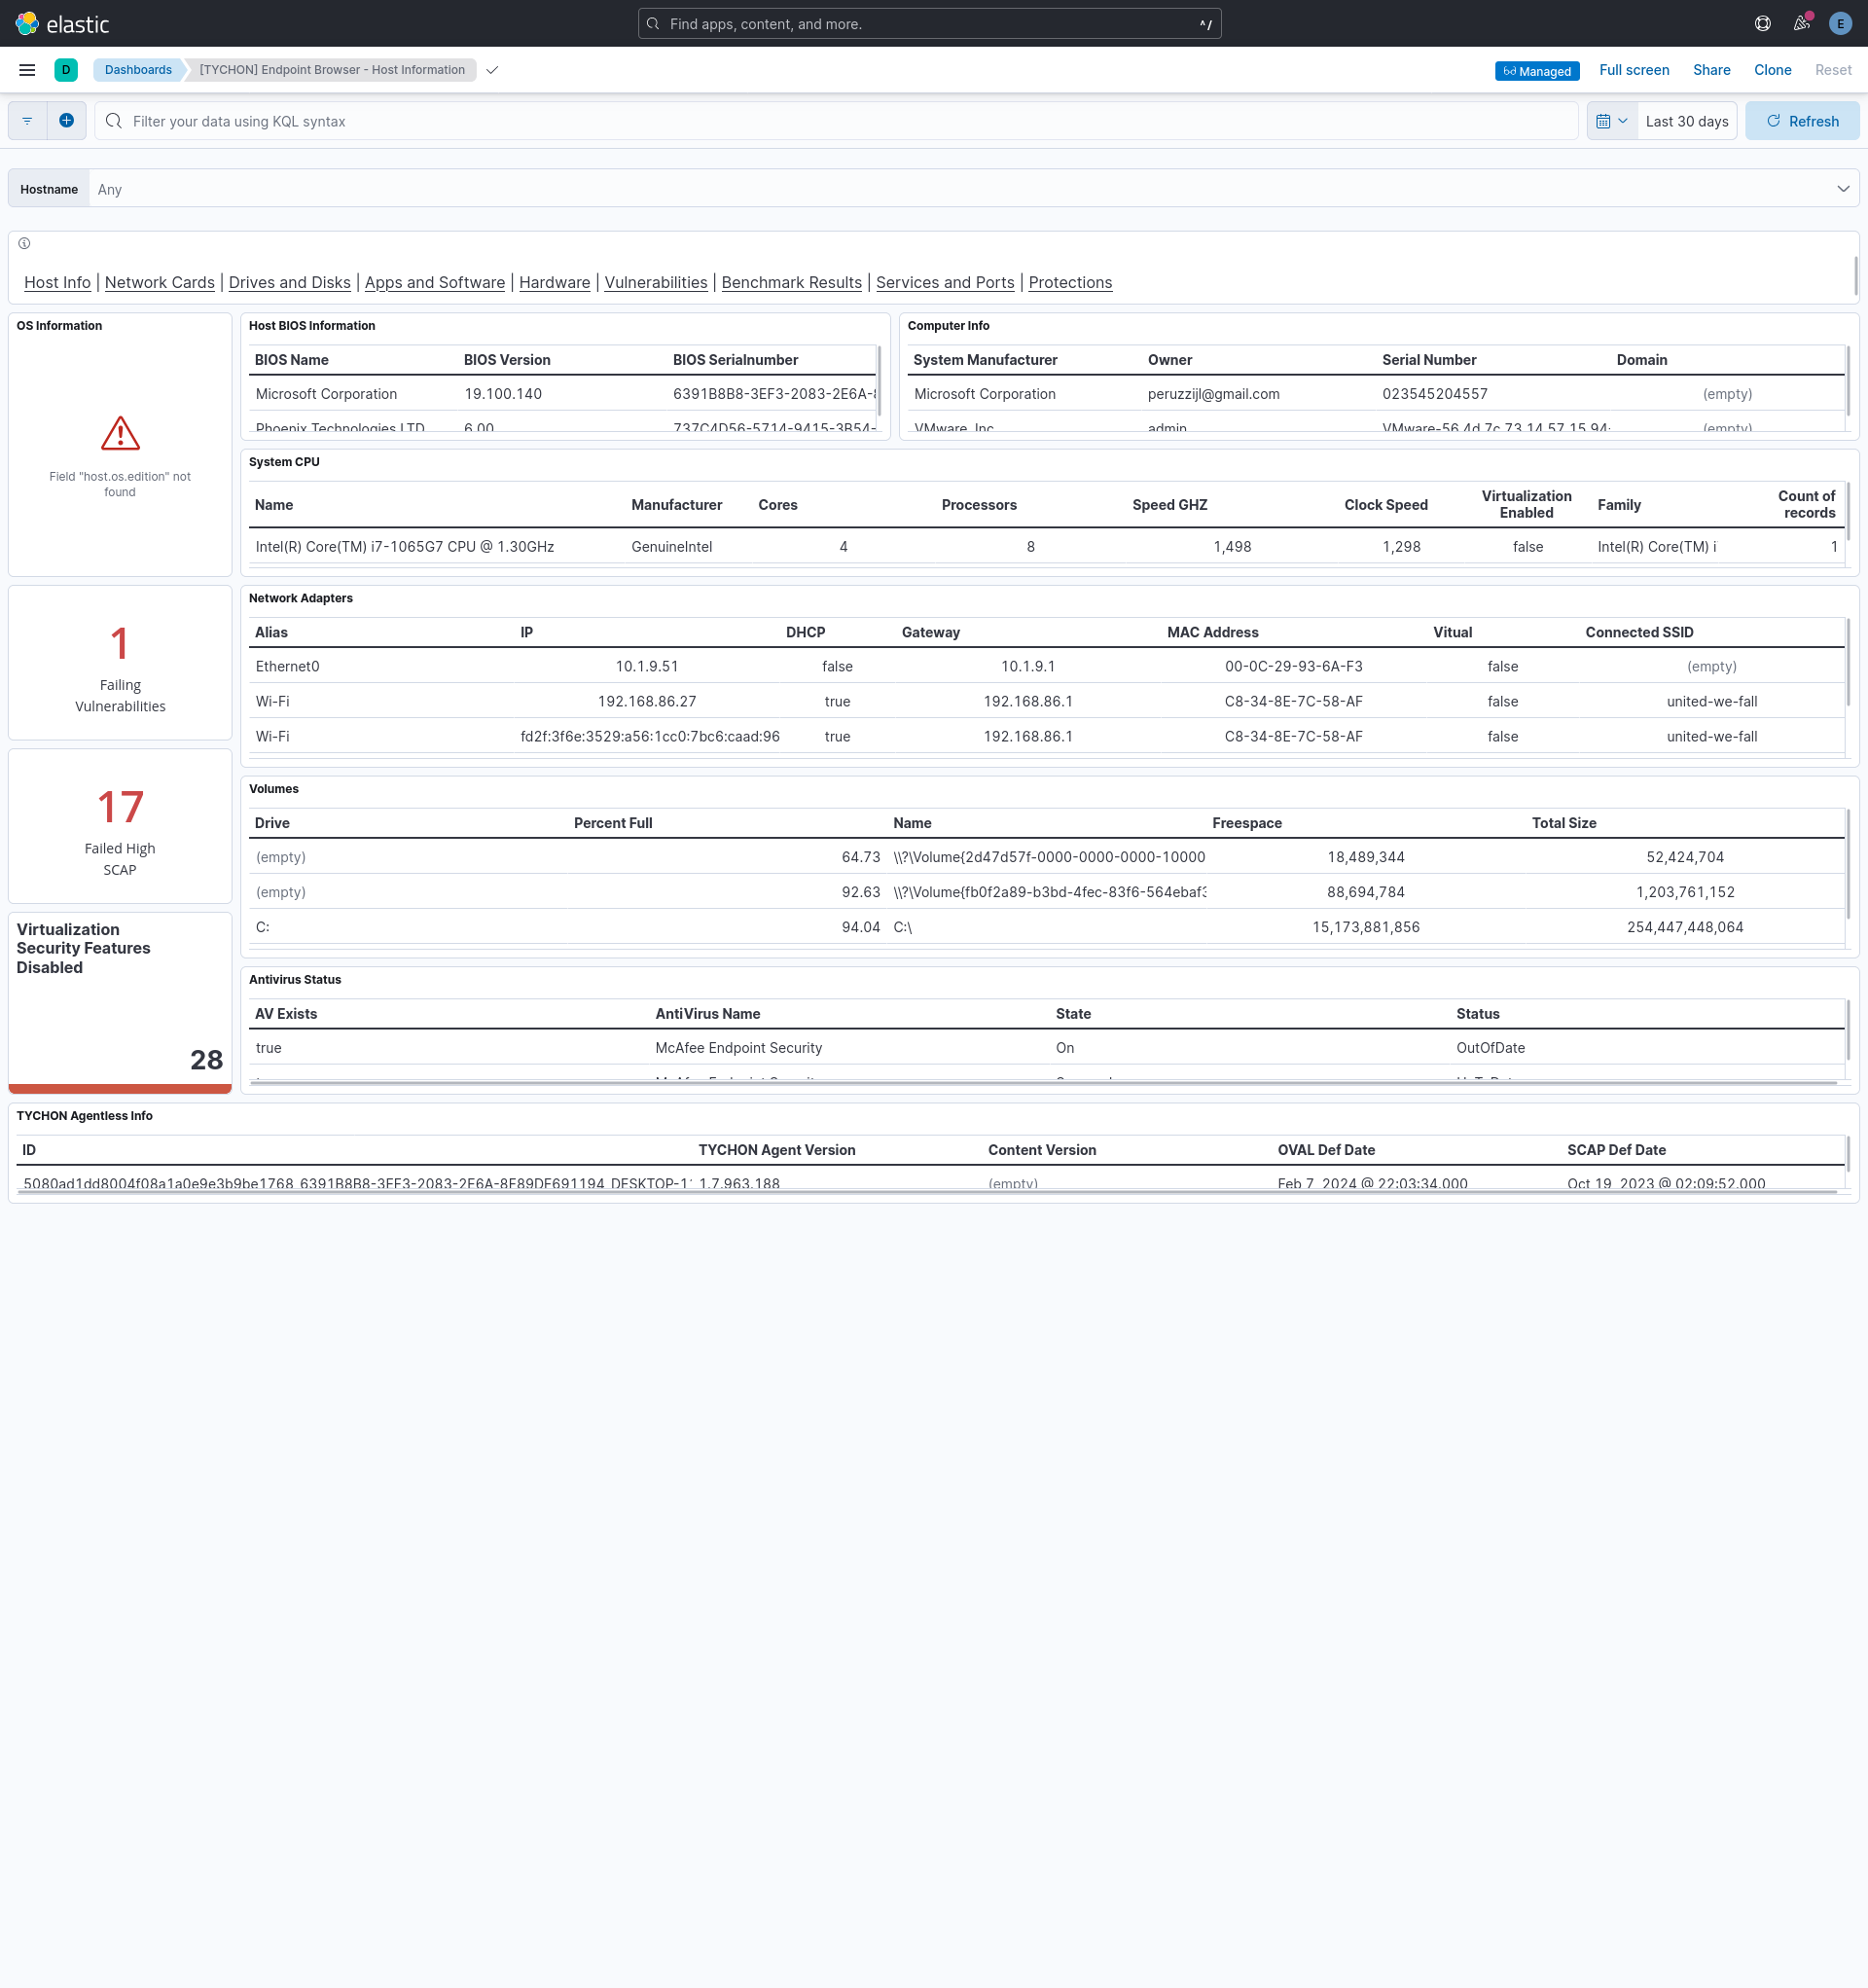 elastic
Find apps, content, and more.
^/
E
D
Dashboards
[TYCHON] Endpoint Browser - Host Information
Managed
Full screen
Share
Clone
Reset
Filter your data using KQL syntax
Last 30 days
Refresh
Hostname
Any
Host Info | Network Cards | Drives and Disks | Apps and Software | Hardware | Vulnerabilities | Benchmark Results | Services and Ports | Protections
OS Information
Field "host.os.edition" not
found
Host BIOS Information
BIOS Name BIOS Version BIOS Serialnumber
Microsoft Corporation 19.100.140 6391B8B8-3EF3-2083-2E6A-
Phoenix Technologies LTD 6.00 737C4D56-5714-9415-3B54-
Computer Info
System Manufacturer Owner Serial Number Domain
Microsoft Corporation peruzzijl@gmail.com 023545204557 (empty)
VMware, Inc. admin VMware-56 4d 7c 73 14 57 15 94- (empty)
System CPU
Name Manufacturer Cores Processors Speed GHZ Clock Speed Virtualization Enabled Family Count of records
Intel(R) Core(TM) i7-1065G7 CPU @ 1.30GHz GenuineIntel 4 8 1,498 1,298 false Intel(R) Core(TM) i 1
1
Failing
Vulnerabilities
Network Adapters
Alias IP DHCP Gateway MAC Address Vitual Connected SSID
Ethernet0 10.1.9.51 false 10.1.9.1 00-0C-29-93-6A-F3 false (empty)
Wi-Fi 192.168.86.27 true 192.168.86.1 C8-34-8E-7C-58-AF false united-we-fall
Wi-Fi fd2f:3f6e:3529:a56:1cc0:7bc6:caad:96 true 192.168.86.1 C8-34-8E-7C-58-AF false united-we-fall
17
Failed High
SCAP
Volumes
Drive Percent Full Name Freespace Total Size
(empty) 64.73 \\?\Volume{2d47d57f-0000-0000-0000-10000 18,489,344 52,424,704
(empty) 92.63 \\?\Volume{fb0f2a89-b3bd-4fec-83f6-564ebaf3 88,694,784 1,203,761,152
C: 94.04 C:\ 15,173,881,856 254,447,448,064
Virtualization
Security Features
Disabled
28
Antivirus Status
AV Exists AntiVirus Name State Status
true McAfee Endpoint Security On OutOfDate
TYCHON Agentless Info
ID TYCHON Agent Version Content Version OVAL Def Date SCAP Def Date
5080ad1dd8004f08a1a0e9e3b9be1768_6391B8B8-3EF3-2083-2E6A-8F89DF691194_DESKTOP-1 1.7.963.188 (empty) Feb 7, 2024 @ 22:03:34.000 Oct 19, 2023 @ 02:09:52.000